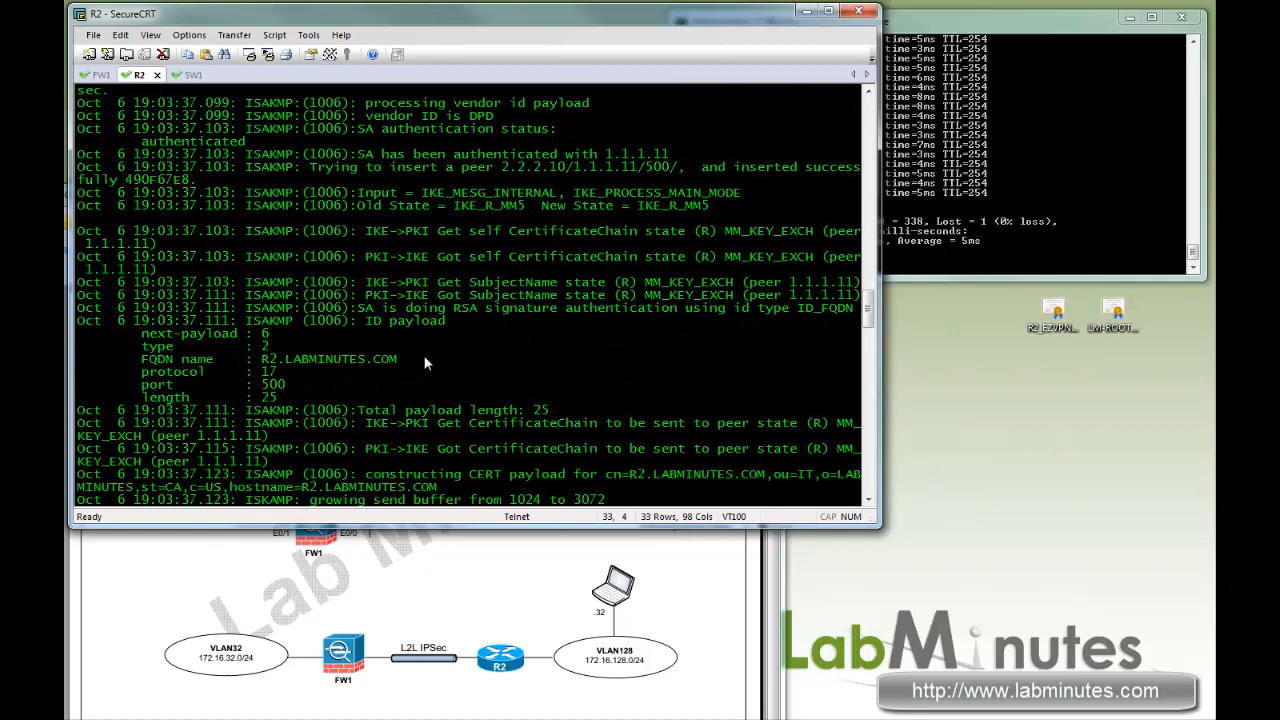 R2 - SecureCRT
File Edit View Options Transfer Script Tools Help
FW1 R2 SW1
sec.
Oct  6 19:03:37.099: ISAKMP:(1006): processing vendor id payload
Oct  6 19:03:37.099: ISAKMP:(1006): vendor ID is DPD
Oct  6 19:03:37.103: ISAKMP:(1006):SA authentication status:
authenticated
Oct  6 19:03:37.103: ISAKMP:(1006):SA has been authenticated with 1.1.1.11
Oct  6 19:03:37.103: ISAKMP:(1006): Trying to insert a peer 2.2.2.10/1.1.1.11/500/,  and inserted success
fully 490F67E8.
Oct  6 19:03:37.103: ISAKMP:(1006):Input = IKE_MESG_INTERNAL, IKE_PROCESS_MAIN_MODE
Oct  6 19:03:37.103: ISAKMP:(1006):Old State = IKE_R_MM5  New State = IKE_R_MM5
Oct  6 19:03:37.103: ISAKMP:(1006): IKE->PKI Get self CertificateChain state (R) MM_KEY_EXCH (peer
1.1.1.11)
Oct  6 19:03:37.103: ISAKMP:(1006): PKI->IKE Got self CertificateChain state (R) MM_KEY_EXCH (peer
1.1.1.11)
Oct  6 19:03:37.103: ISAKMP:(1006): IKE->PKI Get SubjectName state (R) MM_KEY_EXCH (peer 1.1.1.11)
Oct  6 19:03:37.111: ISAKMP:(1006): PKI->IKE Got SubjectName state (R) MM_KEY_EXCH (peer 1.1.1.11)
Oct  6 19:03:37.111: ISAKMP:(1006):SA is doing RSA signature authentication using id type ID_FQDN
Oct  6 19:03:37.111: ISAKMP (1006): ID payload
next-payload : 6
type : 2
FQDN name : R2.LABMINUTES.COM
protocol : 17
port : 500
length : 25
Oct  6 19:03:37.111: ISAKMP:(1006):Total payload length: 25
Oct  6 19:03:37.111: ISAKMP:(1006): IKE->PKI Get CertificateChain to be sent to peer state (R) MM_
KEY_EXCH (peer 1.1.1.11)
Oct  6 19:03:37.115: ISAKMP:(1006): PKI->IKE Got CertificateChain to be sent to peer state (R) MM_
KEY_EXCH (peer 1.1.1.11)
Oct  6 19:03:37.123: ISAKMP (1006): constructing CERT payload for cn=R2.LABMINUTES.COM,ou=IT,o=LAB
MINUTES,st=CA,c=US,hostname=R2.LABMINUTES.COM
Oct  6 19:03:37.123: ISKAMP: growing send buffer from 1024 to 3072
Ready Telnet 33, 4 33 Rows, 98 Cols VT100 CAP NUM
time=5ms TTL=254
time=3ms TTL=254
time=5ms TTL=254
time=5ms TTL=254
time=6ms TTL=254
time=4ms TTL=254
time=8ms TTL=254
time=8ms TTL=254
time=4ms TTL=254
time=3ms TTL=254
time=3ms TTL=254
time=7ms TTL=254
time=3ms TTL=254
time=4ms TTL=254
time=5ms TTL=254
time=4ms TTL=254
time=5ms TTL=254
= 338, Lost = 1 (0% loss),
illi-seconds:
, Average = 5ms
R2_EZVPN... LM-ROOT...
E0/1 E0/0
FW1
Lab M
.32
VLAN32
172.16.32.0/24
FW1
L2L IPSec
R2
VLAN128
172.16.128.0/24
LabMinutes
http://www.labminutes.com